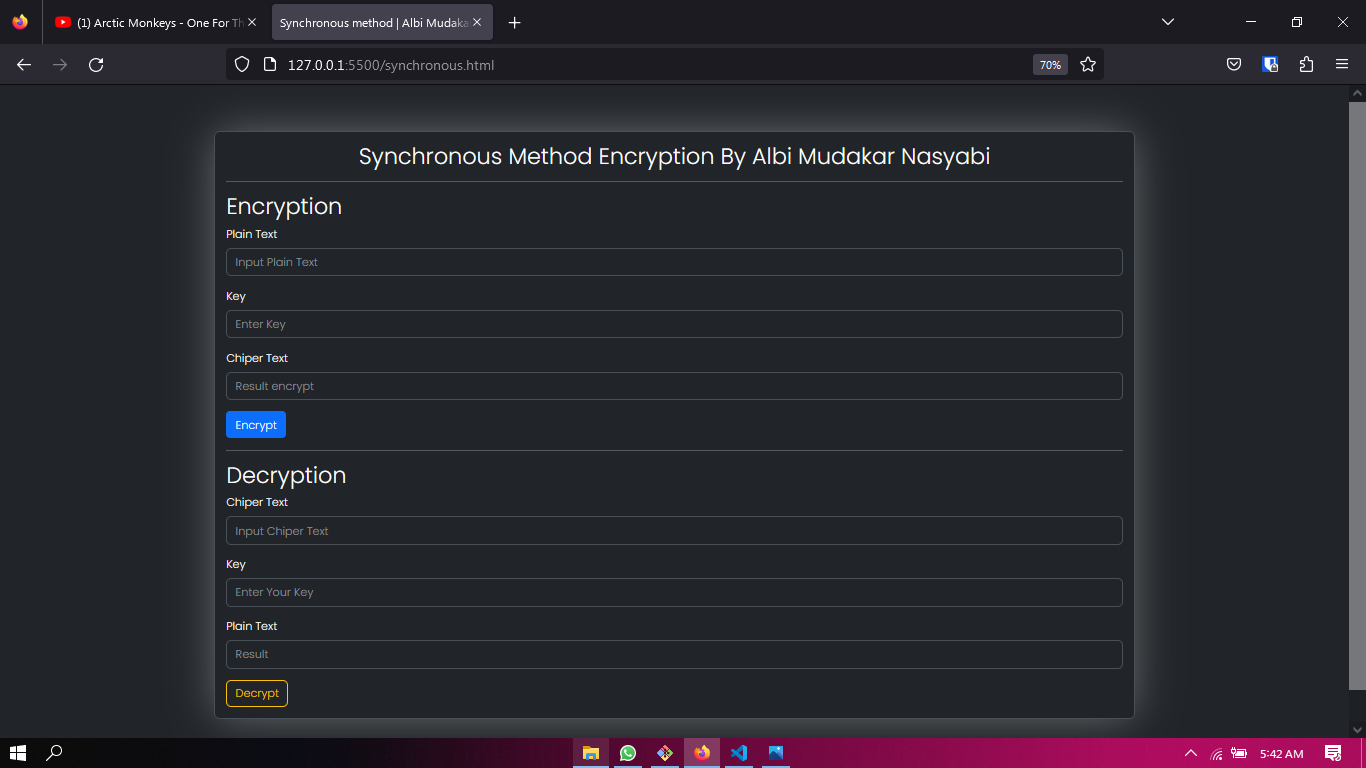 (1) Arctic Monkeys - One For Th
Synchronous method | Albi Mudaka
127.0.0.1:5500/synchronous.html
70%
Synchronous Method Encryption By Albi Mudakar Nasyabi
Encryption
Plain Text
Input Plain Text
Key
Enter Key
Chiper Text
Result encrypt
Encrypt
Decryption
Chiper Text
Input Chiper Text
Key
Enter Your Key
Plain Text
Result
Decrypt
5:42 AM